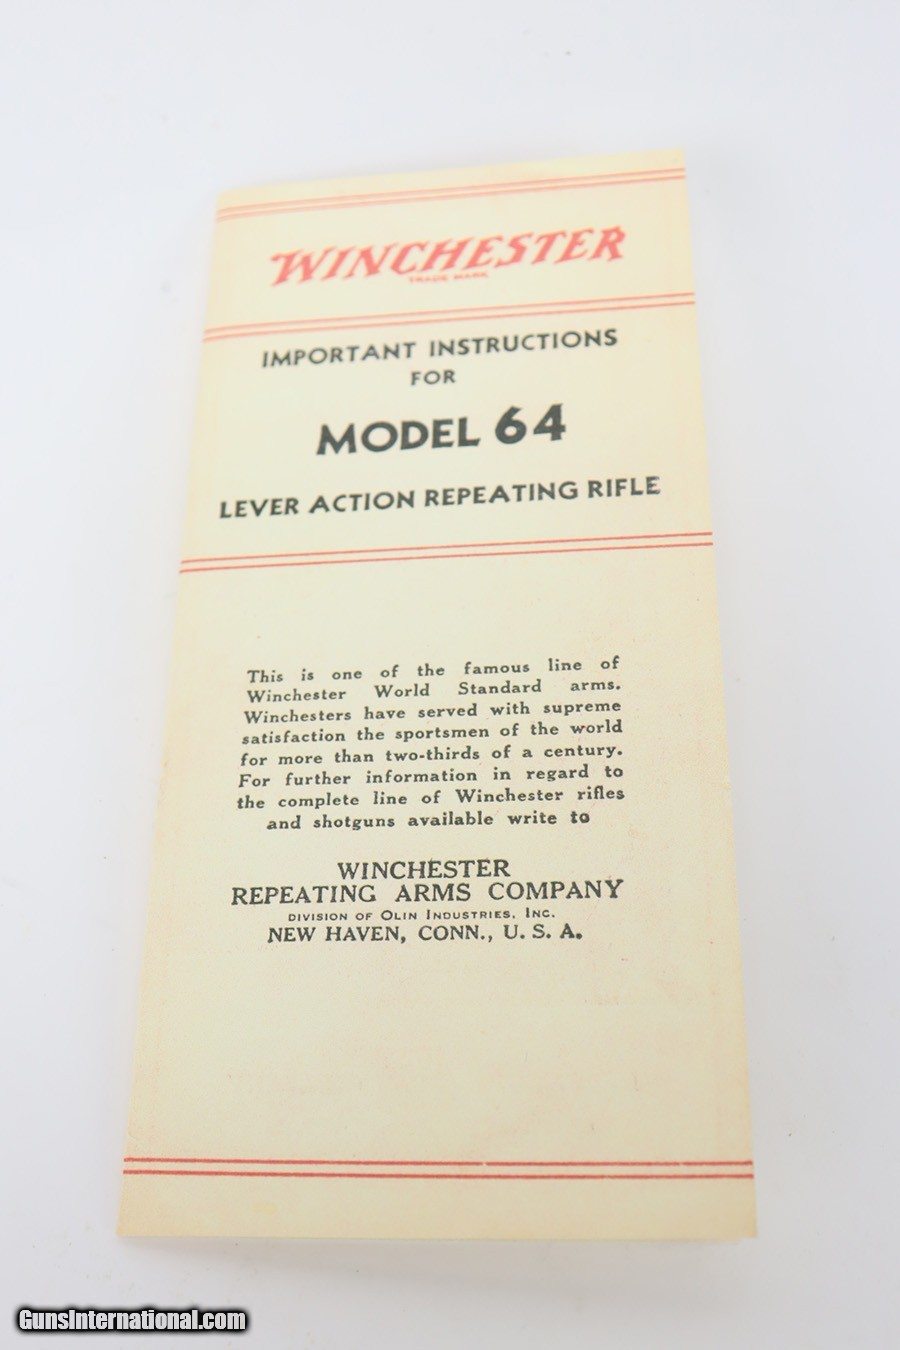 WINCHESTER
TRADE MARK
IMPORTANT INSTRUCTIONS
FOR
MODEL 64
LEVER ACTION REPEATING RIFLE
This is one of the famous line of
Winchester World Standard arms.
Winchesters have served with supreme
satisfaction the sportsmen of the world
for more than two-thirds of a century.
For further information in regard to
the complete line of Winchester rifles
and shotguns available write to
WINCHESTER
REPEATING ARMS COMPANY
DIVISION OF OLIN INDUSTRIES, INC.
NEW HAVEN, CONN., U. S. A.
GunsInternational.com